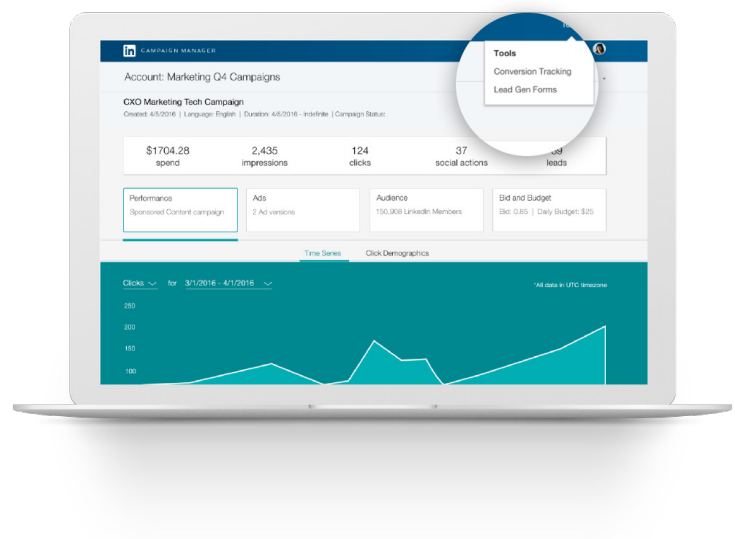 in CAMPAIGN MANAGER
Tools
Conversion Tracking
Lead Gen Forms
Account: Marketing Q4 Campaigns
CXO Marketing Tech Campaign
Created: 4/5/2016 | Language: English | Duration: 4/5/2016 - Indefinite | Campaign Status:
$1704.28 2,435 124 37
spend impressions clicks social actions leads
Performance Ads Audience Bid and Budget
Sponsored Content campaign 2 Ad versions 150,908 LinkedIn Members Bid: 0.85 | Daily Budget: $25
Time Series Click Demographics
Clicks for 3/1/2016 - 4/1/2016 *All data in UTC timezone
250
200
150
100